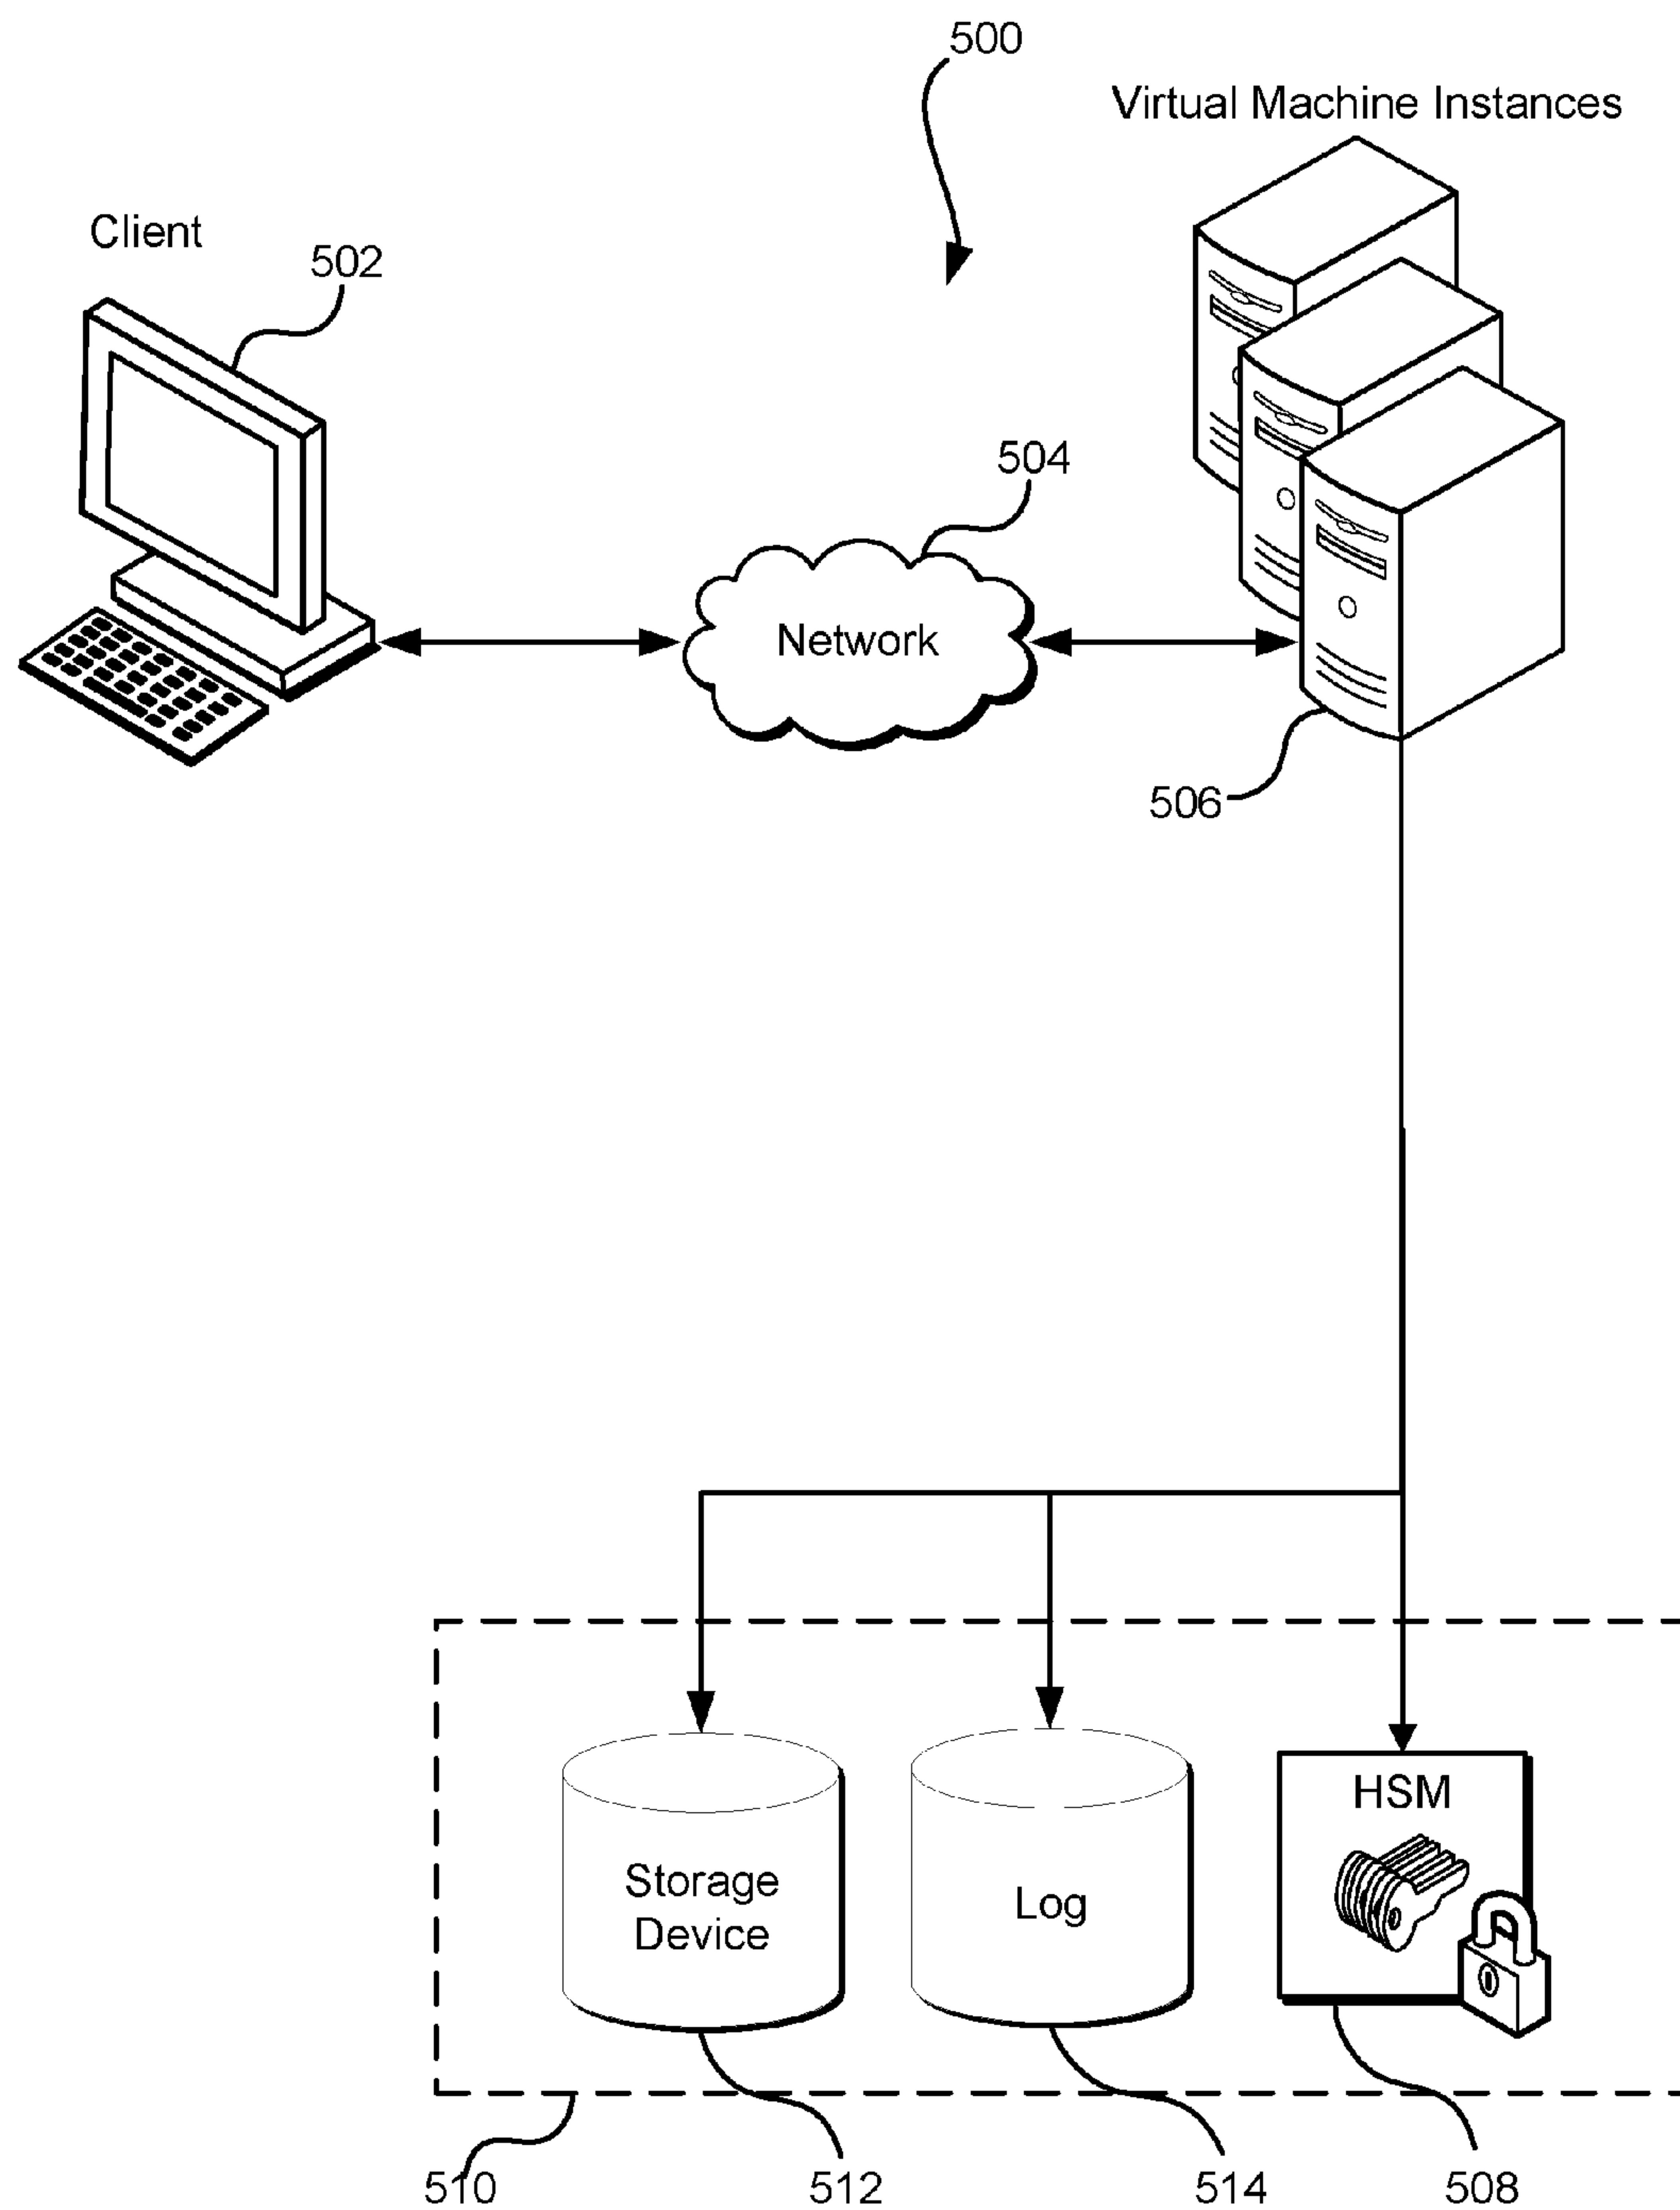 500
Virtual Machine Instances
Client
502
504
Network
506
HSM
Storage
Device
Log
510
512
514
508